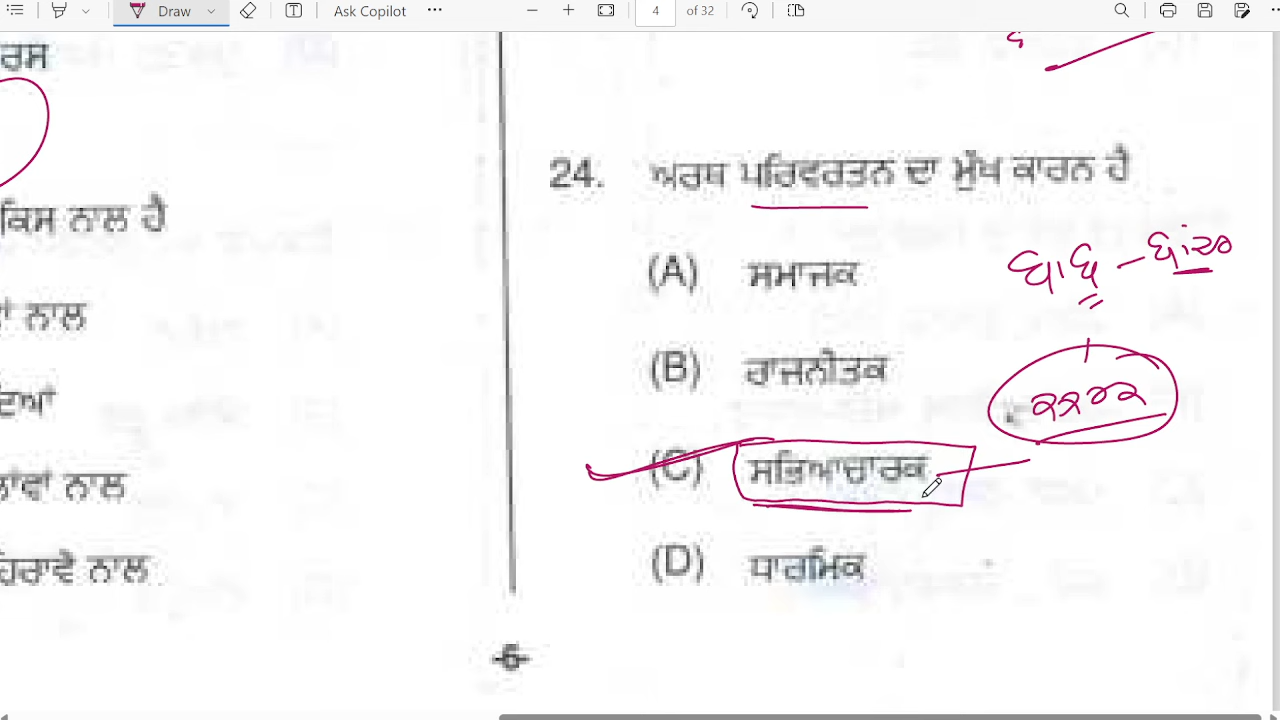 Draw
Ask Copilot
4 of 32
ਰਸ
ਕਿਸ ਨਾਲ ਹੈ
ਨਾਲ
ਦਿਆਂ
ਲਾਂਵਾਂ ਨਾਲ
ਹਿਰਾਵੇ ਨਾਲ
24. ਅਰਥ ਪਰਿਵਰਤਨ ਦਾ ਮੁੱਖ ਕਾਰਨ ਹੈ
(A) ਸਮਾਜਕ
(B) ਰਾਜਨੀਤਕ
(C) ਸਭਿਆਚਾਰਕ
(D) ਧਾਰਮਿਕ
6